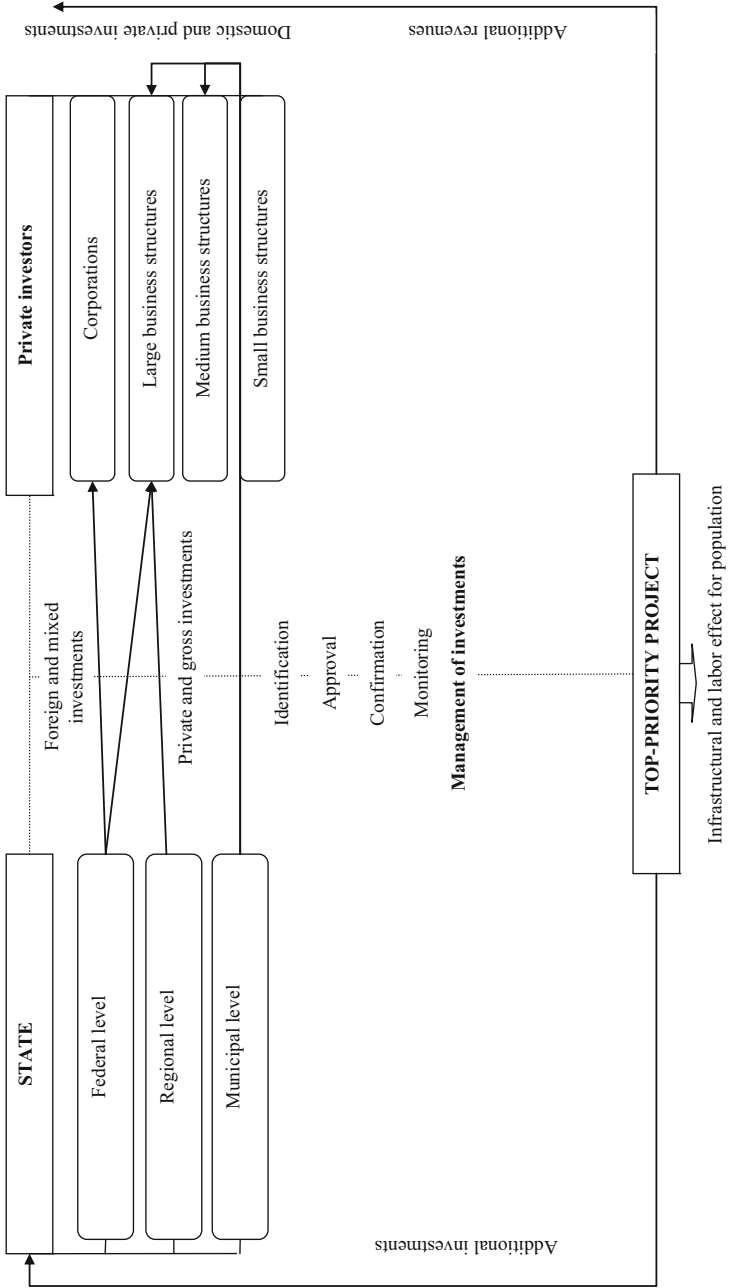 STATE
Private investors
Federal level
Regional level
Municipal level
Foreign and mixed
investments
Private and gross investments
Corporations
Large business structures
Medium business structures
Small business structures
Domestic and private investments
Identification
Approval
Confirmation
Monitoring
Management of investments
Additional investments
Additional revenues
TOP-PRIORITY PROJECT
Infrastructural and labor effect for population